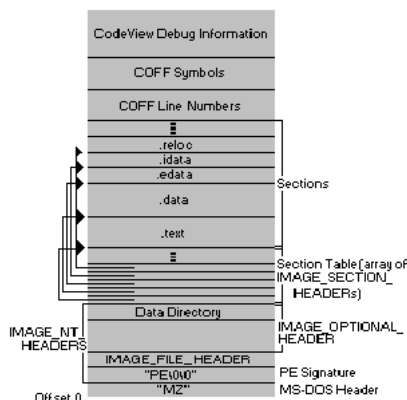 CodeView Debug Information
COFF Symbols
COFF Line Numbers
.reloc
.idata
.edata
.data
.text
Sections
Section Table(array of
IMAGE_SECTION_
HEADERs)
Data Directory
IMAGE_OPTIONAL_
HEADER
IMAGE_NT_
HEADERS
IMAGE_FILE_HEADER
"PE\0\0"
PE Signature
"MZ"
MS-DOS Header
Offset 0